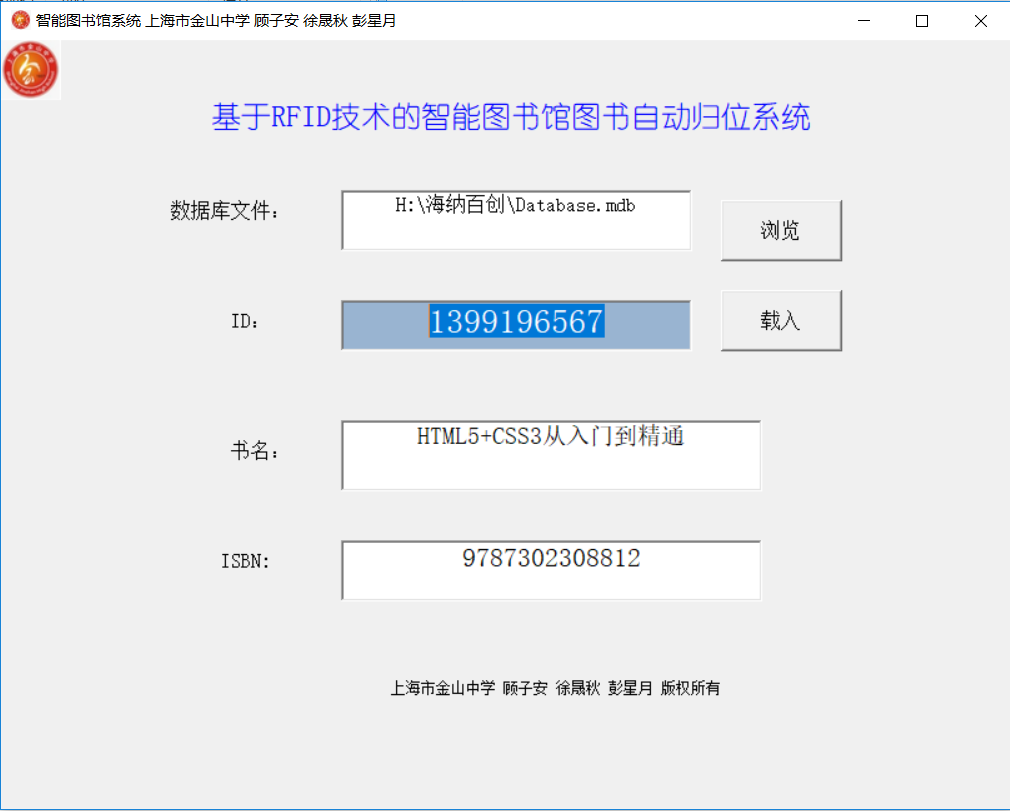 智能图书馆系统 上海市金山中学 顾子安 徐晟秋 彭星月
基于RFID技术的智能图书馆图书自动归位系统
数据库文件：
H:\海纳百创\Database.mdb
浏览
ID：
1399196567
载入
书名：
HTML5+CSS3从入门到精通
ISBN:
9787302308812
上海市金山中学 顾子安 徐晟秋 彭星月 版权所有